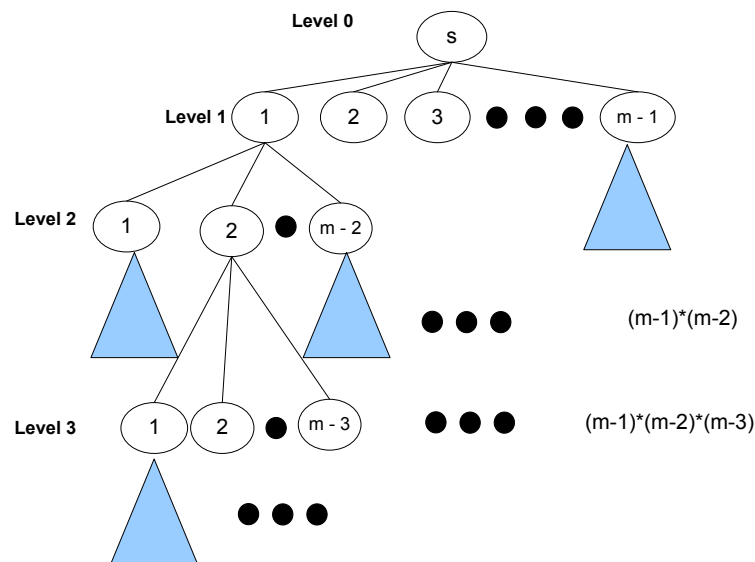 Level 0
s
Level 1
1
2
3
m - 1
Level 2
1
2
m - 2
(m-1)*(m-2)
Level 3
1
2
m - 3
(m-1)*(m-2)*(m-3)